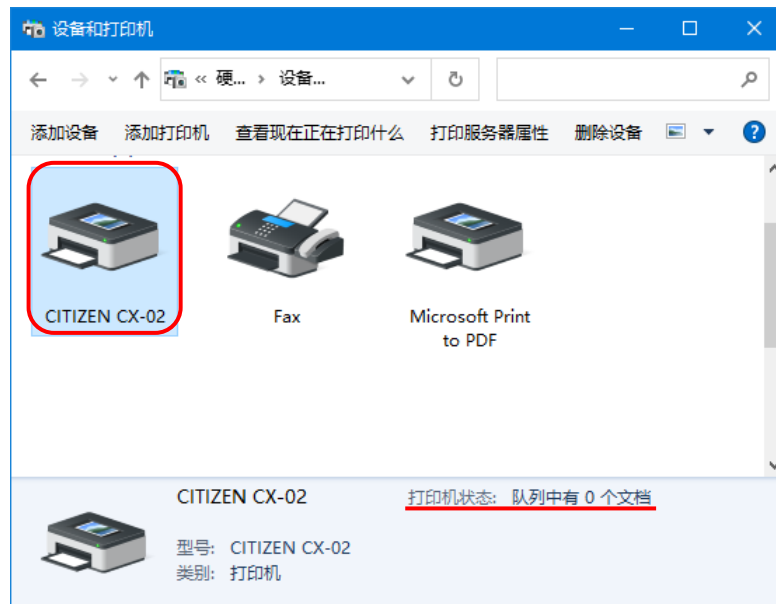 设备和打印机
« 硬... › 设备...
添加设备 添加打印机 查看现在正在打印什么 打印服务器属性 删除设备
CITIZEN CX-02 Fax Microsoft Print
to PDF
CITIZEN CX-02 打印机状态: 队列中有 0 个文档
型号: CITIZEN CX-02
类别: 打印机